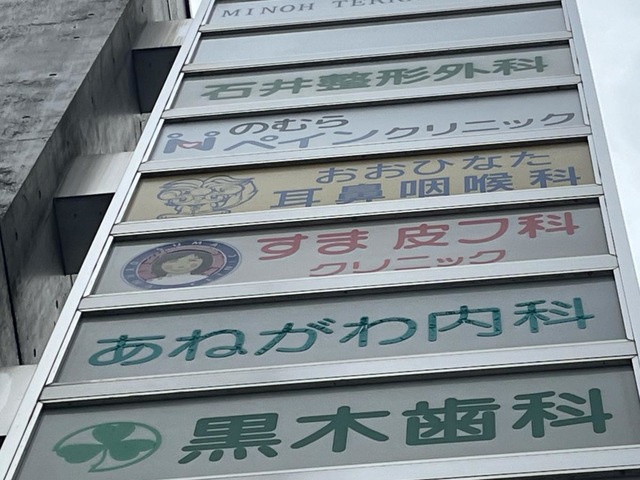 MINOH TERR
石井整形外科
のむら
ペインクリニック
おおひなた
耳鼻咽喉科
すま皮フ科
クリニック
あねがわ内科
黒木歯科